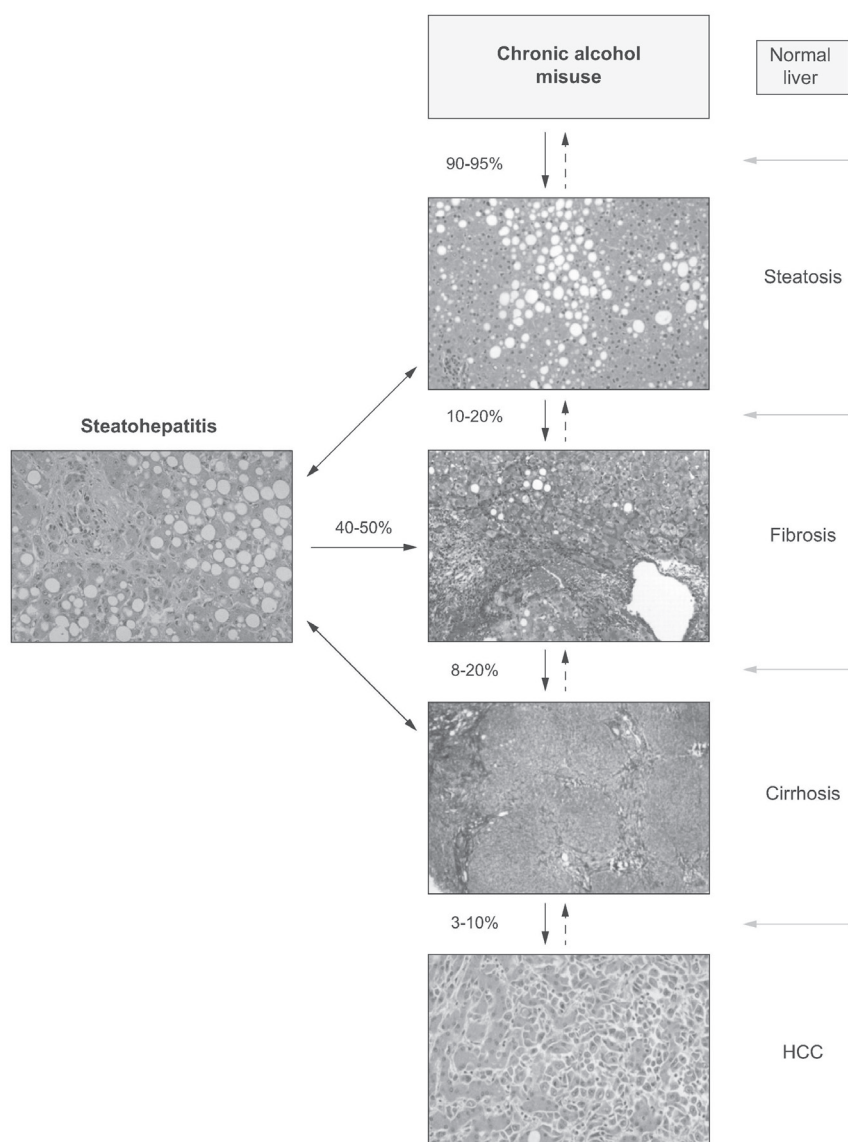 Chronic alcohol
misuse
Normal
liver
90-95%
Steatosis
10-20%
Steatohepatitis
40-50%
Fibrosis
8-20%
Cirrhosis
3-10%
HCC